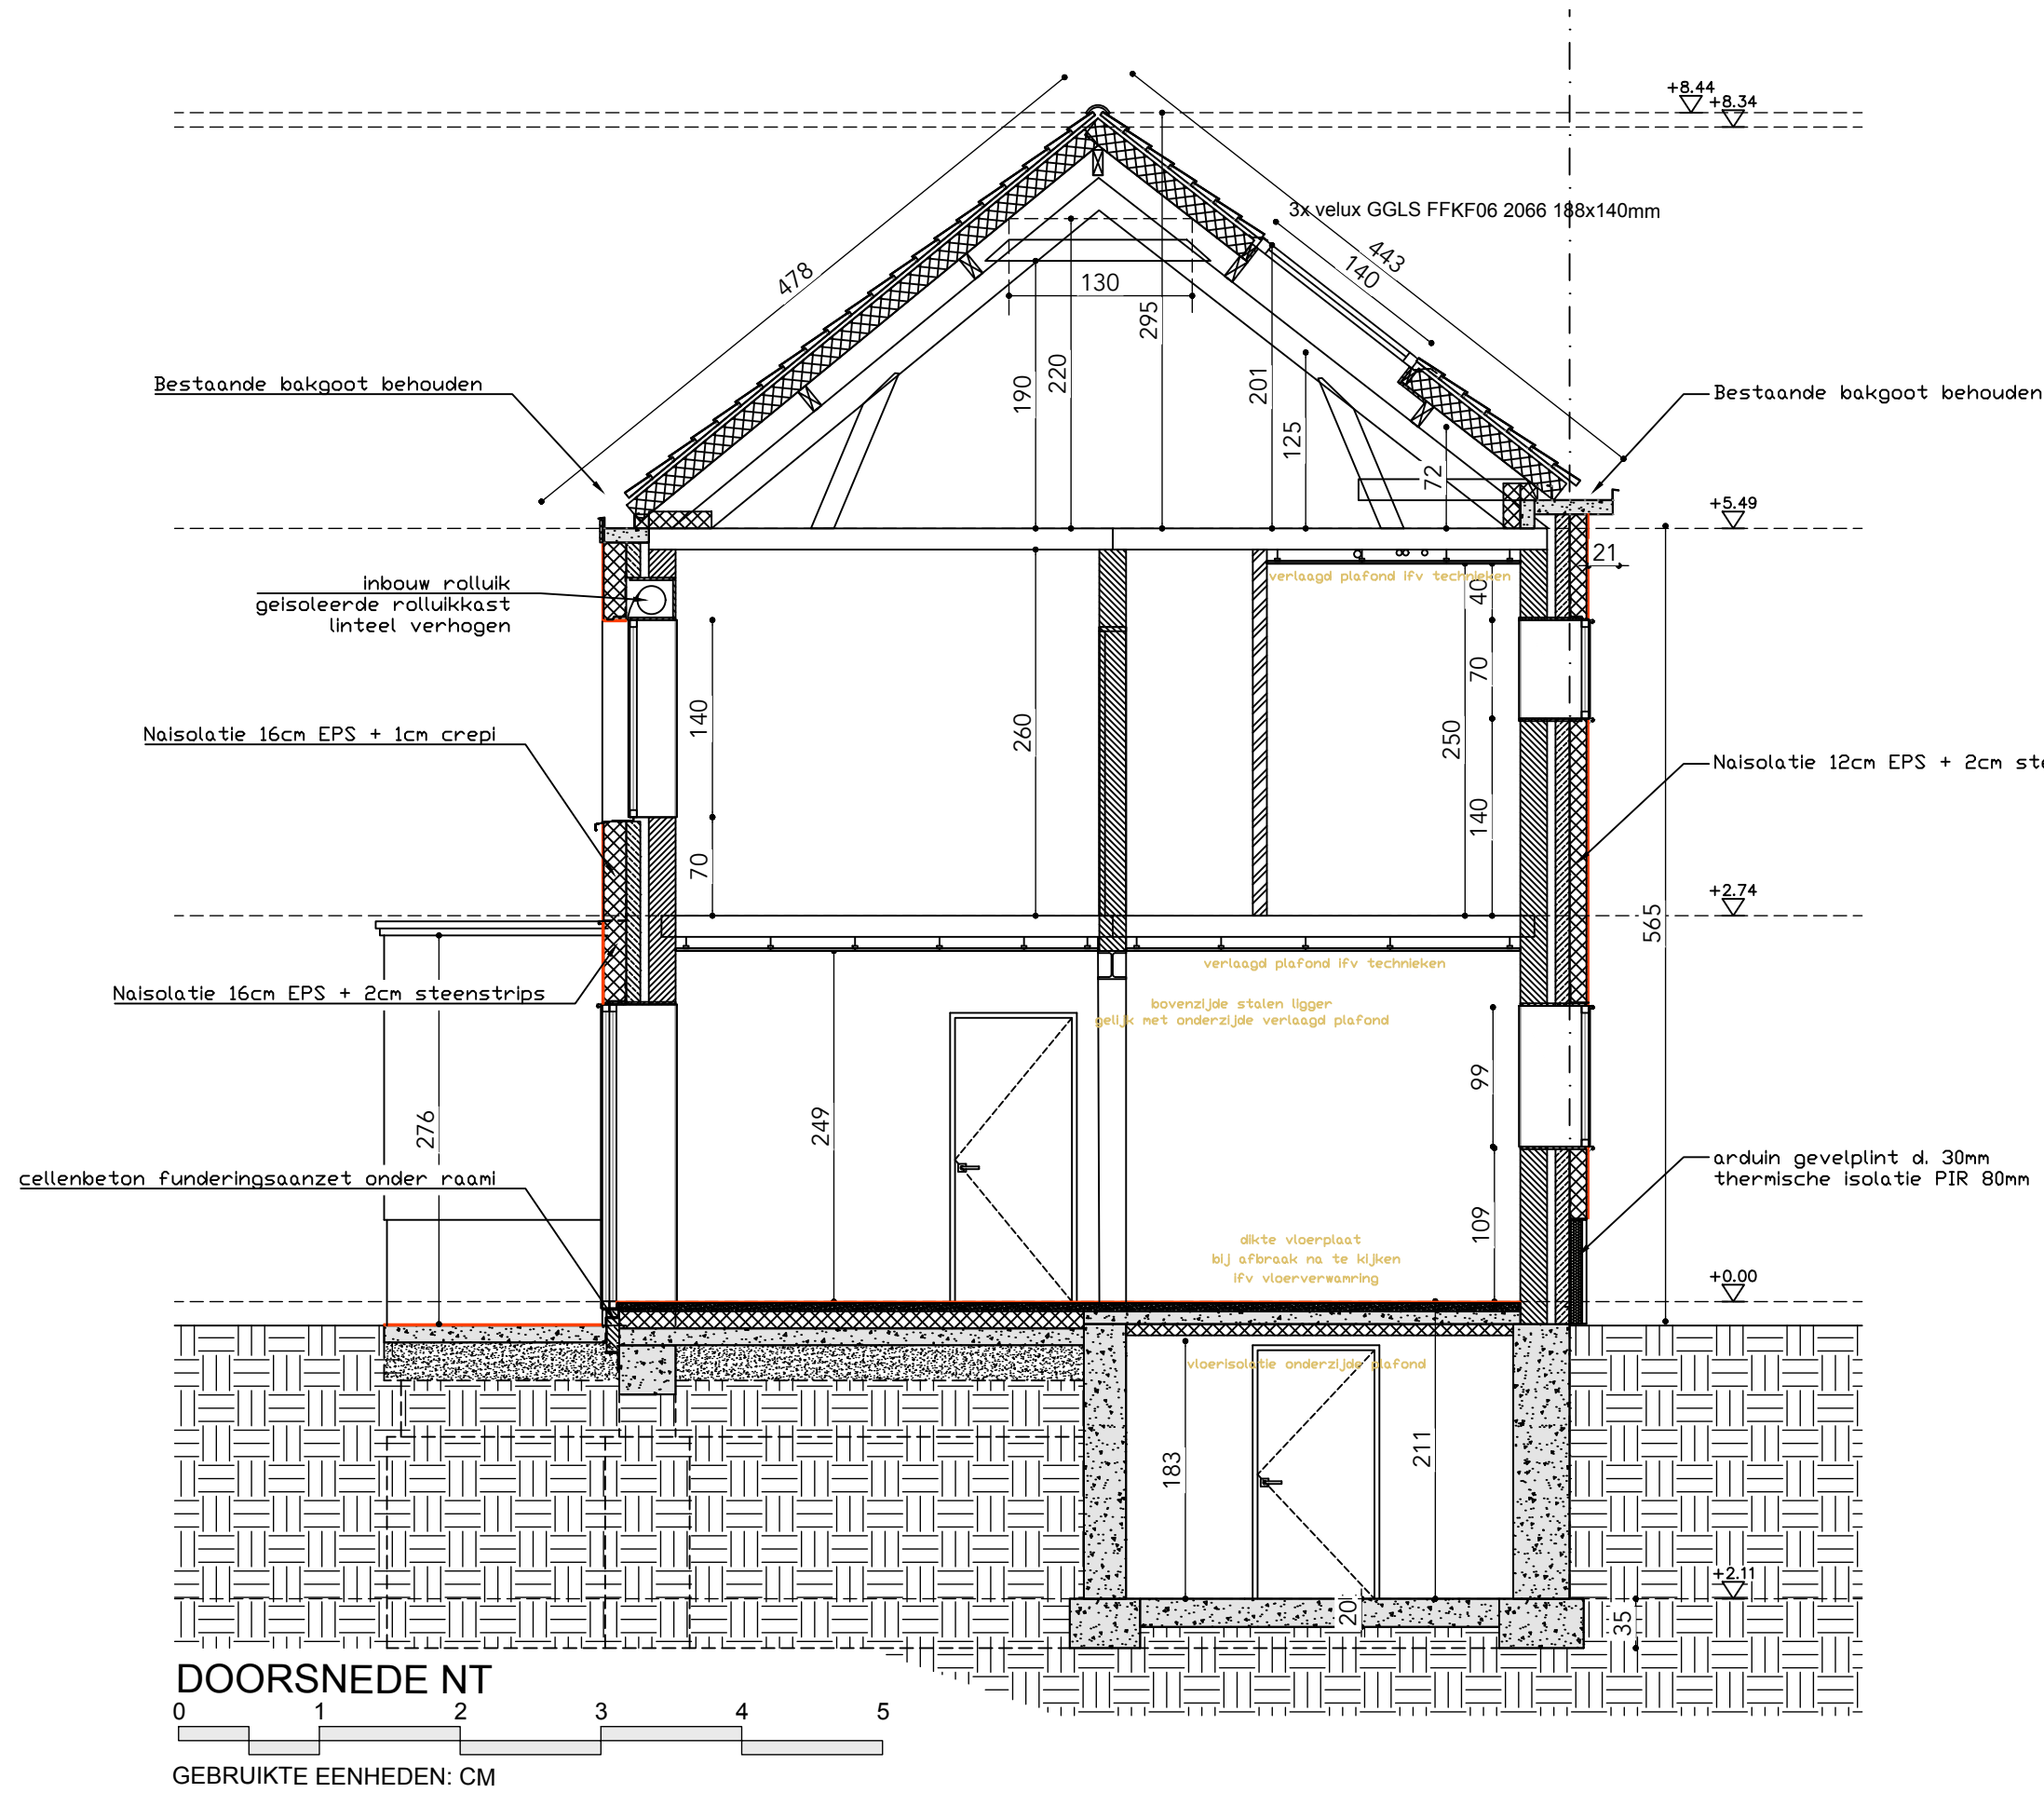 +8.44
+8.34
3x velux GGLS FFKF06 2066 188x140mm
478
443
140
130
295
220
190
201
125
72
Bestaande bakgoot behouden
Bestaande bakgoot behouden
+5.49
21
verlaagd plafond ifv technieken
inbouw rolluik
geisoleerde rolluikkast
linteel verhogen
40
70
140
260
250
140
70
Naisolatie 16cm EPS + 1cm crepi
Naisolatie 12cm EPS + 2cm ste
+2.74
565
verlaagd plafond ifv technieken
Naisolatie 16cm EPS + 2cm steenstrips
bovenzijde stalen ligger
gelijk met onderzijde verlaagd plafond
99
276
249
arduin gevelplint d. 30mm
thermische isolatie PIR 80mm
cellenbeton funderingsaanzet onder raami
109
dikte vloerplaat
bij afbraak na te kijken
ifv vloerverwamring
+0.00
vloerisolatie onderzijde plafond
183
211
+2.11
20
35
DOORSNEDE NT
0 1 2 3 4 5
GEBRUIKTE EENHEDEN: CM